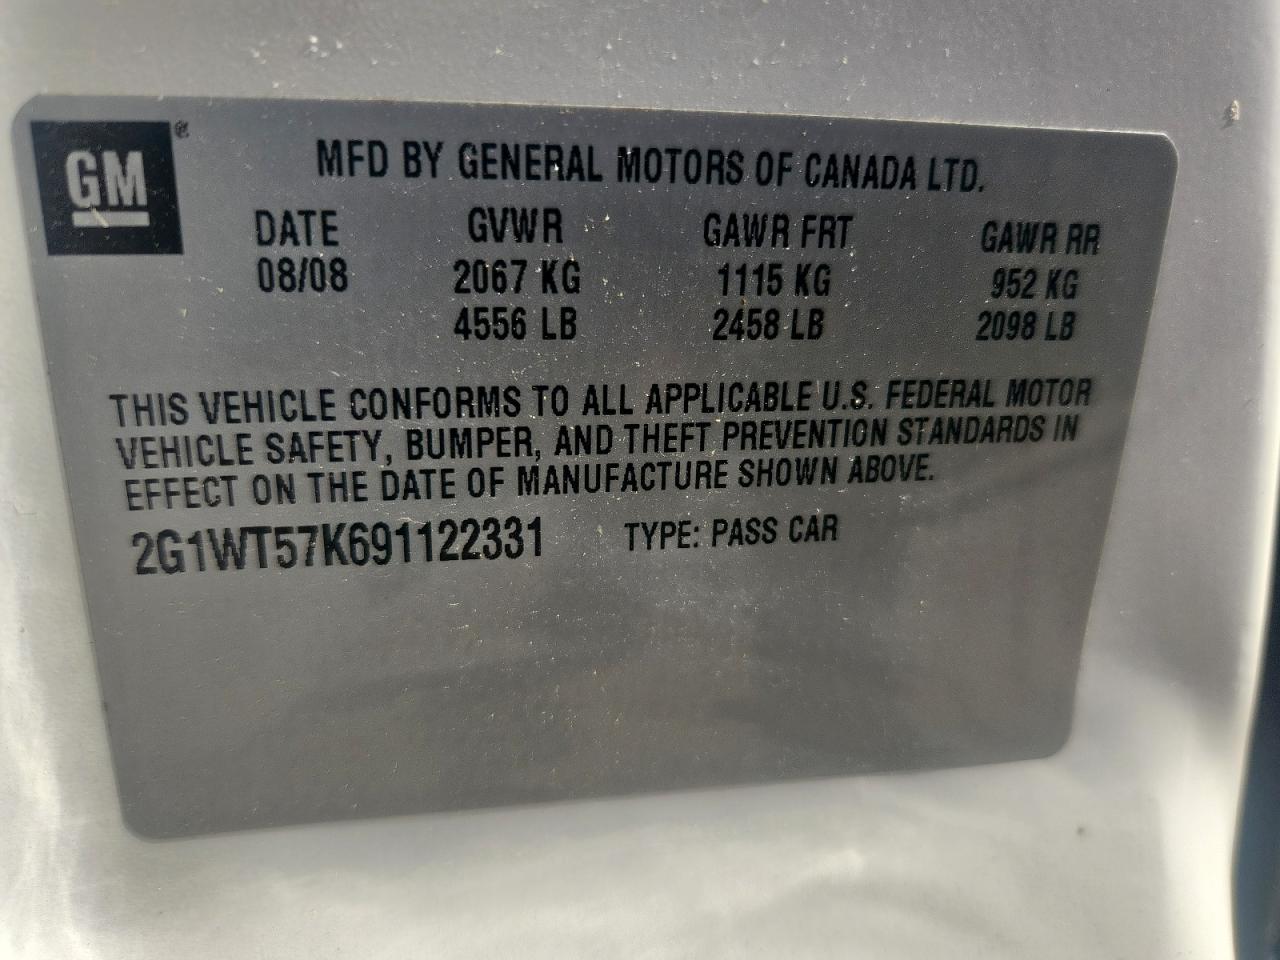 GM®
MFD BY GENERAL MOTORS OF CANADA LTD.
DATE GVWR GAWR FRT GAWR RR
08/08 2067 KG 1115 KG 952 KG
4556 LB 2458 LB 2098 LB
THIS VEHICLE CONFORMS TO ALL APPLICABLE U.S. FEDERAL MOTOR
VEHICLE SAFETY, BUMPER, AND THEFT PREVENTION STANDARDS IN
EFFECT ON THE DATE OF MANUFACTURE SHOWN ABOVE.
2G1WT57K691122331 TYPE: PASS CAR